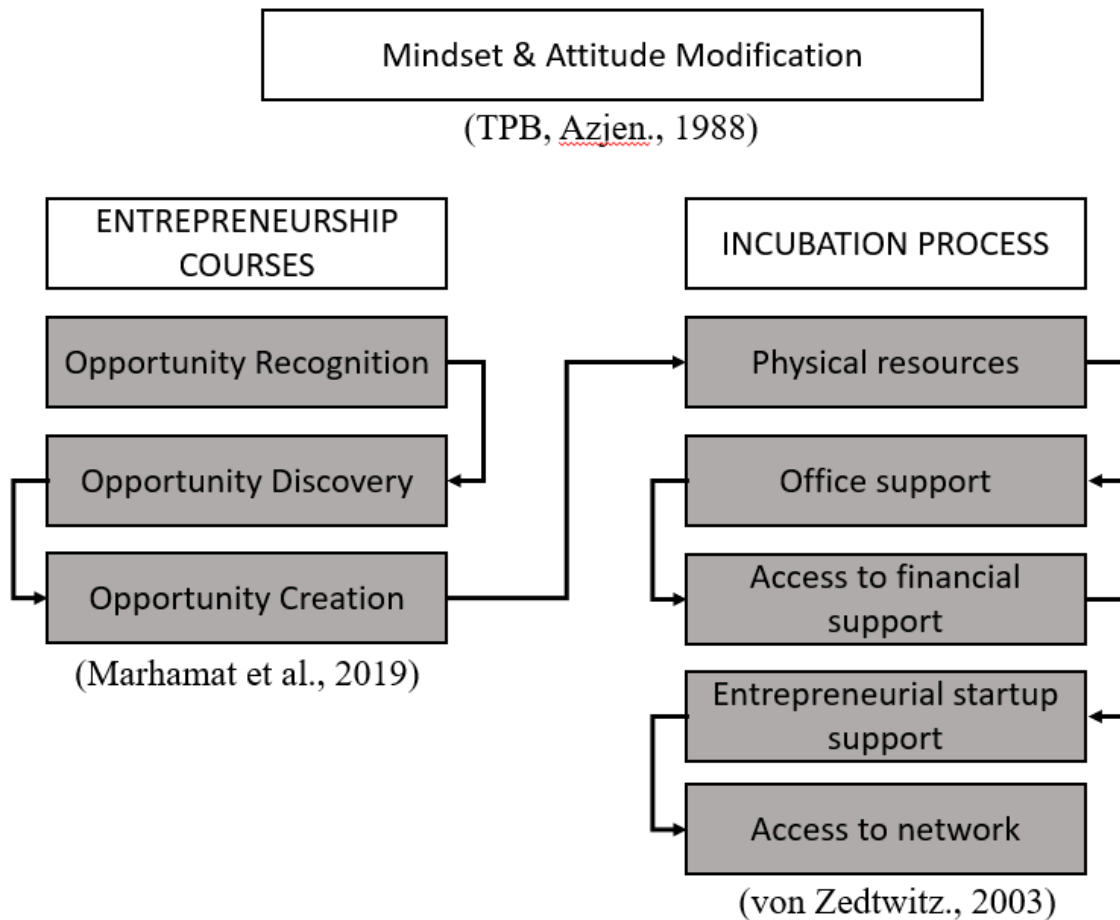 Mindset & Attitude Modification
(TPB, Azjen., 1988)
ENTREPRENEURSHIP
COURSES
Opportunity Recognition
Opportunity Discovery
Opportunity Creation
(Marhamat et al., 2019)
INCUBATION PROCESS
Physical resources
Office support
Access to financial
support
Entrepreneurial startup
support
Access to network
(von Zedtwitz., 2003)